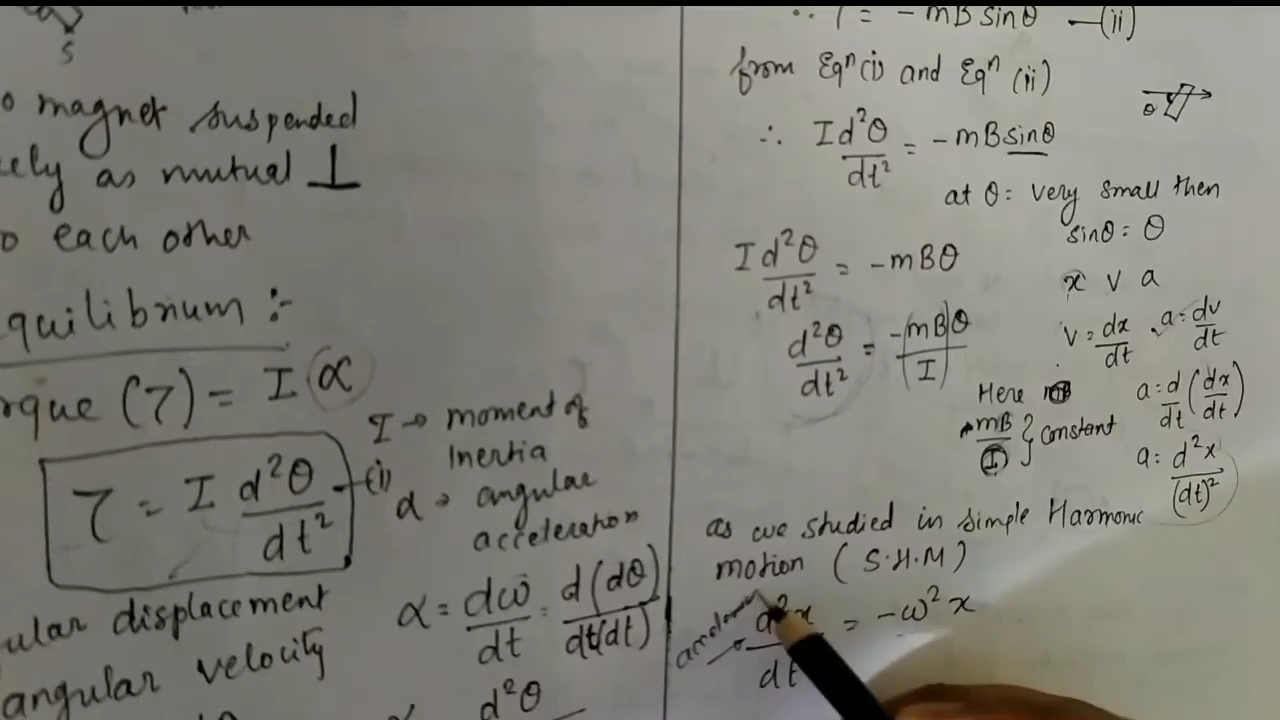 S
o magnet suspended
ely as mutual ⊥
o each other
quilibrium :-
rque (τ) = I α
I → moment of
Inertia
τ = I d²θ/dt² —(i)
α → angular
acceleration
ular displacement
α = dω/dt = d(dθ)/dt(dt)
angular velocity
d²θ
∴ τ = - mB sinθ —(ii)
from Eqⁿ(i) and Eqⁿ (ii)
θ
∴ I d²θ/dt² = - mB sinθ
at θ = very small then
sinθ = θ
I d²θ/dt² = - mBθ
x v a
d²θ/dt² = -(mB)θ/(I)
v = dx/dt , a = dv/dt
Here
mB/I } constant
a = d/dt (dx/dt)
a = d²x/(dt)²
as we studied in simple Harmonic
motion ( S.H.M )
d²x/dt = - ω² x